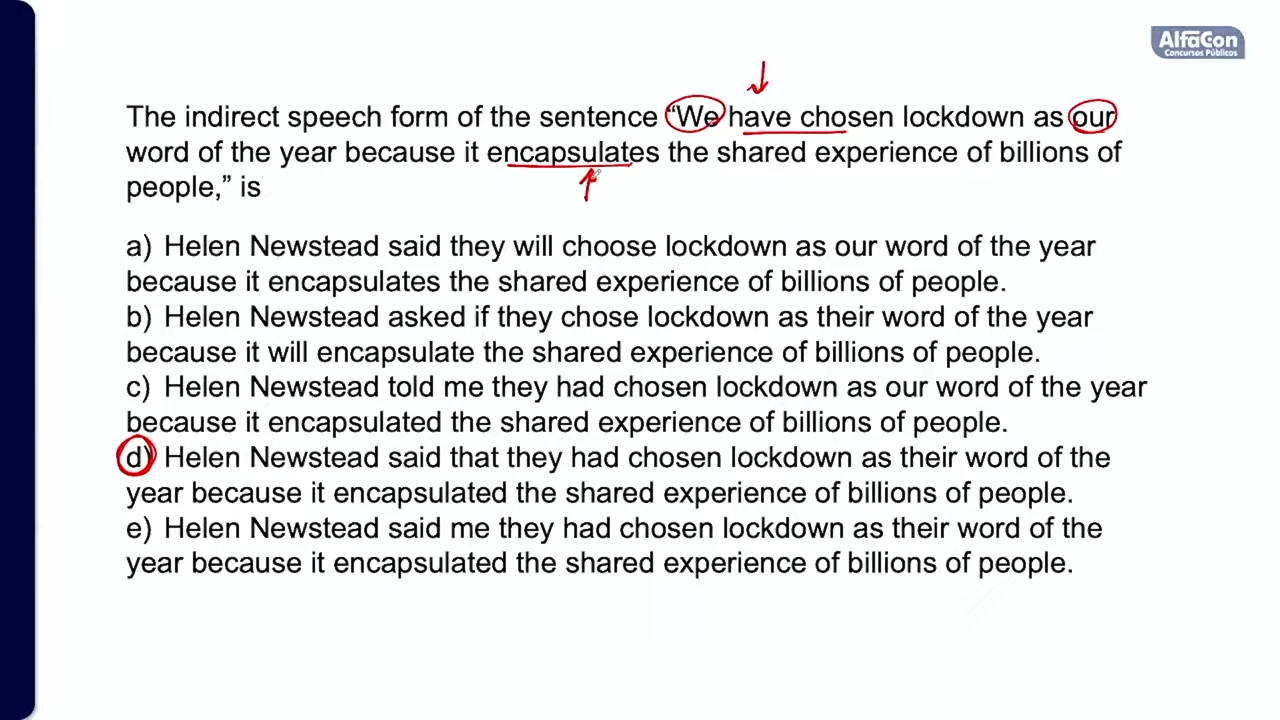 AlfaCon
Concursos Públicos
The indirect speech form of the sentence “We have chosen lockdown as our
word of the year because it encapsulates the shared experience of billions of
people,” is
a) Helen Newstead said they will choose lockdown as our word of the year
because it encapsulates the shared experience of billions of people.
b) Helen Newstead asked if they chose lockdown as their word of the year
because it will encapsulate the shared experience of billions of people.
c) Helen Newstead told me they had chosen lockdown as our word of the year
because it encapsulated the shared experience of billions of people.
d) Helen Newstead said that they had chosen lockdown as their word of the
year because it encapsulated the shared experience of billions of people.
e) Helen Newstead said me they had chosen lockdown as their word of the
year because it encapsulated the shared experience of billions of people.